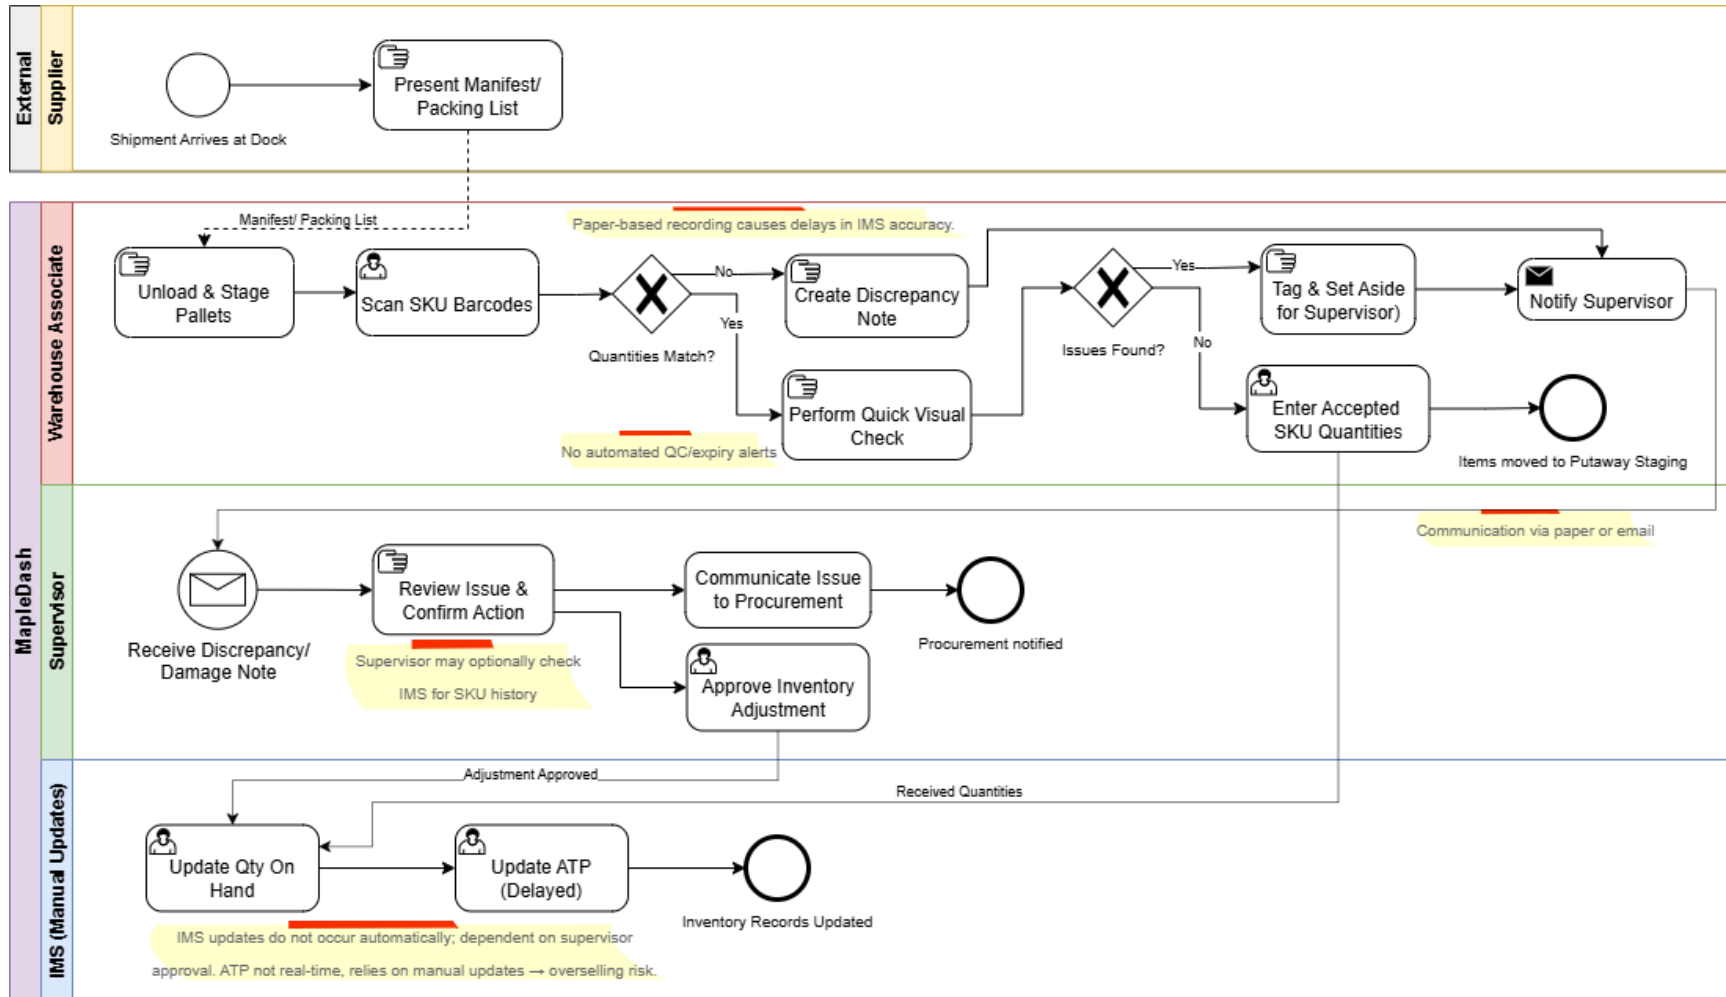 External
Supplier
Shipment Arrives at Dock
Present Manifest/
Packing List
MapleDash
Warehouse Associate
Manifest/ Packing List
Paper-based recording causes delays in IMS accuracy.
Unload & Stage
Pallets
Scan SKU Barcodes
Quantities Match?
No
Yes
Create Discrepancy
Note
Perform Quick Visual
Check
No automated QC/expiry alerts
Issues Found?
Yes
No
Tag & Set Aside
for Supervisor)
Notify Supervisor
Enter Accepted
SKU Quantities
Items moved to Putaway Staging
Supervisor
Communication via paper or email
Receive Discrepancy/
Damage Note
Review Issue &
Confirm Action
Supervisor may optionally check
IMS for SKU history
Communicate Issue
to Procurement
Procurement notified
Approve Inventory
Adjustment
IMS (Manual Updates)
Adjustment Approved
Received Quantities
Update Qty On
Hand
Update ATP
(Delayed)
Inventory Records Updated
IMS updates do not occur automatically; dependent on supervisor
approval. ATP not real-time, relies on manual updates → overselling risk.